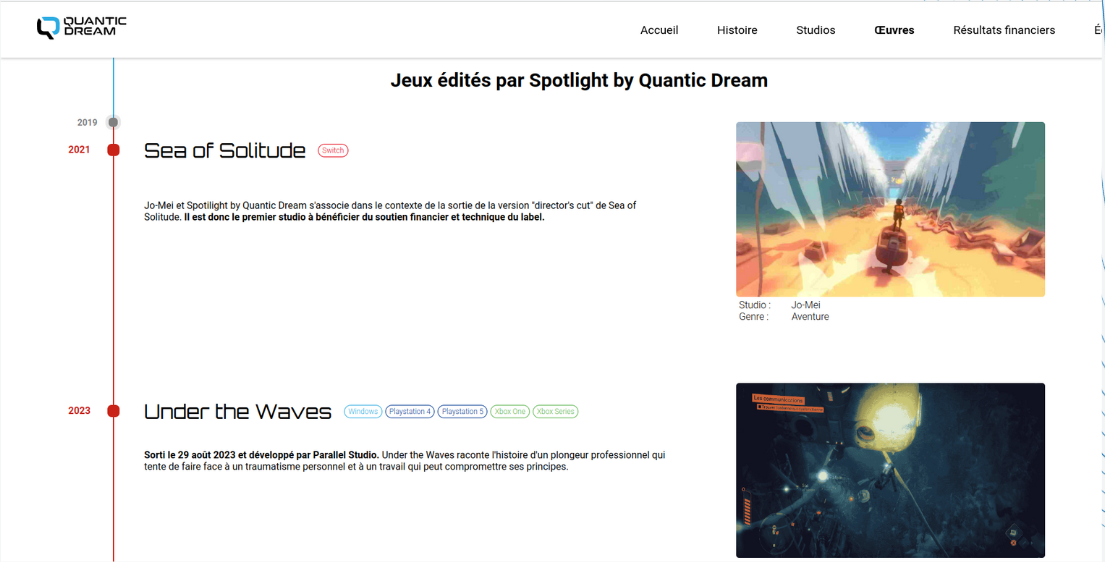 QUANTIC
DREAM
Accueil Histoire Studios Œuvres Résultats financiers É
Jeux édités par Spotlight by Quantic Dream
2019
2021 Sea of Solitude Switch
Jo-Mei et Spotilight by Quantic Dream s'associe dans le contexte de la sortie de la version "director's cut" de Sea of
Solitude. Il est donc le premier studio à bénéficier du soutien financier et technique du label.
Studio : Jo-Mei
Genre : Aventure
2023 Under the Waves Windows Playstation 4 Playstation 5 Xbox One Xbox Series
Sorti le 29 août 2023 et développé par Parallel Studio. Under the Waves raconte l'histoire d'un plongeur professionnel qui
tente de faire face à un traumatisme personnel et à un travail qui peut compromettre ses principes.